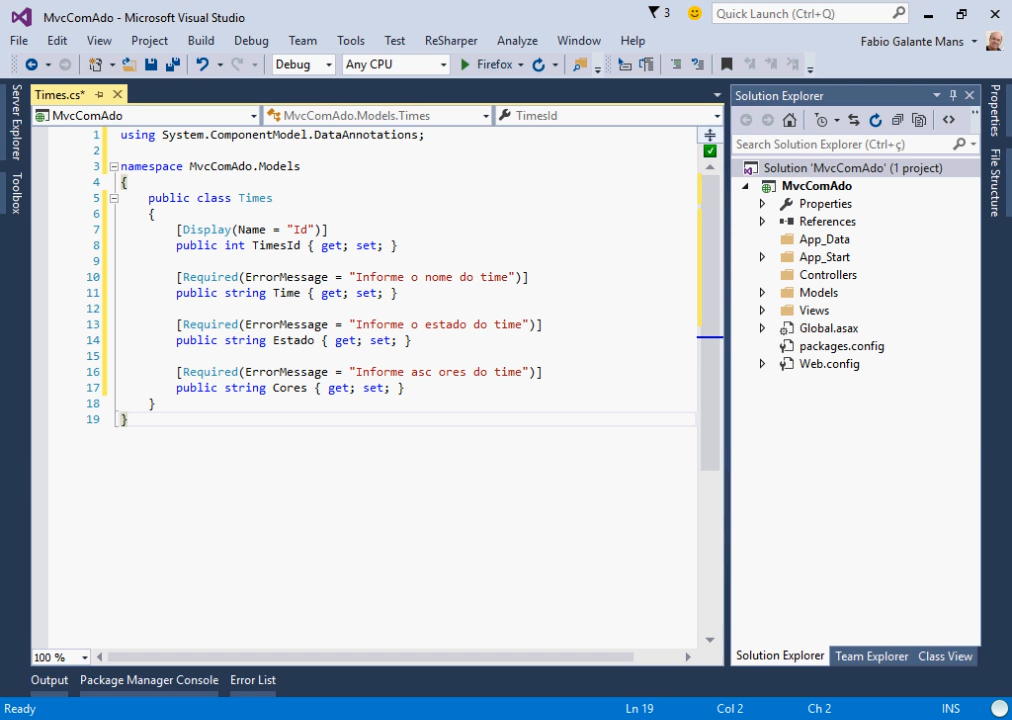 MvcComAdo - Microsoft Visual Studio
3
Quick Launch (Ctrl+Q)
File Edit View Project Build Debug Team Tools Test ReSharper Analyze Window Help
Fabio Galante Mans
Debug Any CPU Firefox
Server Explorer
Toolbox
Times.cs*
MvcComAdo MvcComAdo.Models.Times TimesId
1 using System.ComponentModel.DataAnnotations;
2
3 namespace MvcComAdo.Models
4 {
5 public class Times
6 {
7 [Display(Name = "Id")]
8 public int TimesId { get; set; }
9
10 [Required(ErrorMessage = "Informe o nome do time")]
11 public string Time { get; set; }
12
13 [Required(ErrorMessage = "Informe o estado do time")]
14 public string Estado { get; set; }
15
16 [Required(ErrorMessage = "Informe asc ores do time")]
17 public string Cores { get; set; }
18 }
19 }
100 %
Solution Explorer
Search Solution Explorer (Ctrl+ç)
Solution 'MvcComAdo' (1 project)
MvcComAdo
Properties
References
App_Data
App_Start
Controllers
Models
Views
Global.asax
packages.config
Web.config
Solution Explorer Team Explorer Class View
Properties
File Structure
Output Package Manager Console Error List
Ready Ln 19 Col 2 Ch 2 INS